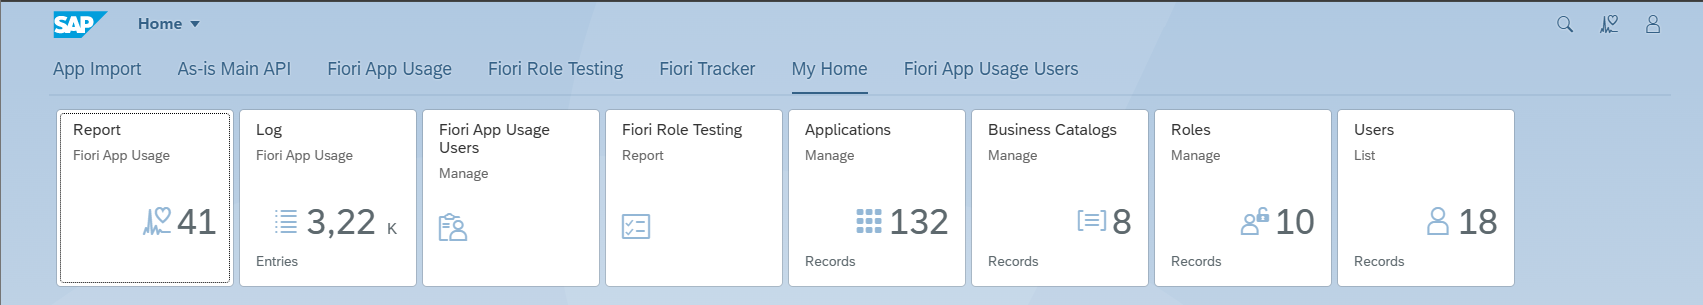 SAP
Home
App Import
As-is Main API
Fiori App Usage
Fiori Role Testing
Fiori Tracker
My Home
Fiori App Usage Users
Report
Fiori App Usage
41
Log
Fiori App Usage
3,22 K
Entries
Fiori App Usage
Users
Manage
Fiori Role Testing
Report
Applications
Manage
132
Records
Business Catalogs
Manage
8
Records
Roles
Manage
10
Records
Users
List
18
Records